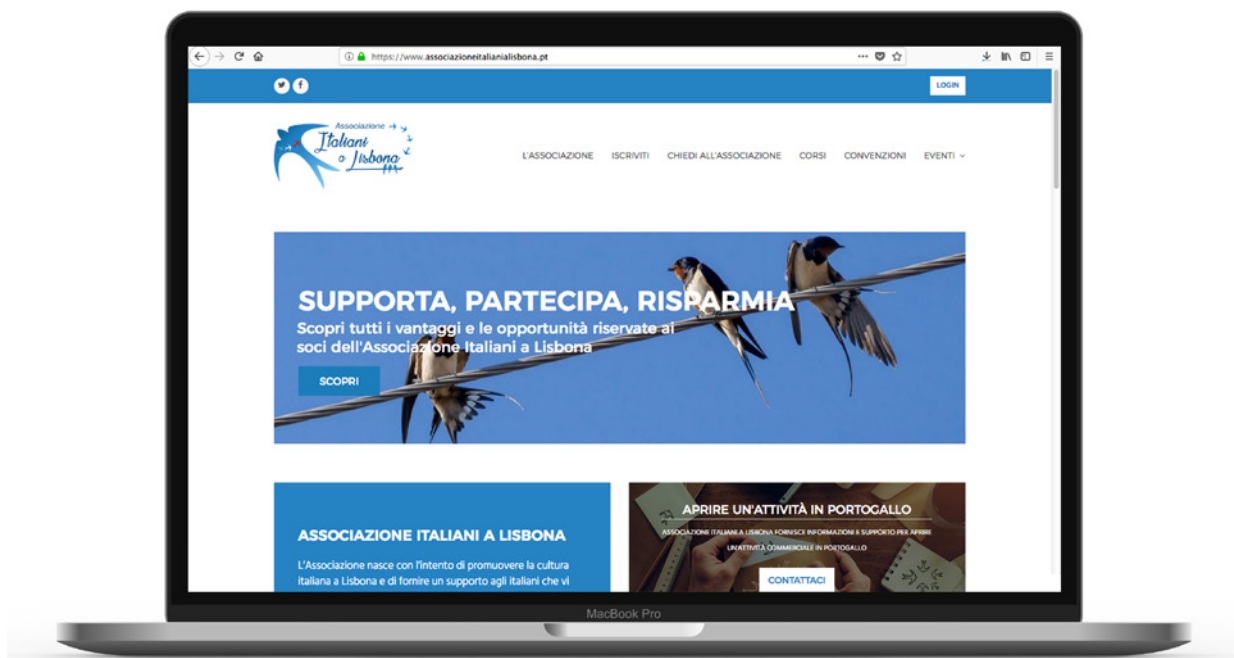 https://www.associazioneitalianialisbona.pt
LOGIN
Associazione
Italiani
a Lisbona
L'ASSOCIAZIONE ISCRIVITI CHIEDI ALL'ASSOCIAZIONE CORSI CONVENZIONI EVENTI
SUPPORTA, PARTECIPA, RISPARMIA
Scopri tutti i vantaggi e le opportunità riservate ai
soci dell'Associazione Italiani a Lisbona
SCOPRI
ASSOCIAZIONE ITALIANI A LISBONA
L'Associazione nasce con l'intento di promuovere la cultura
italiana a Lisbona e di fornire un supporto agli italiani che vi
APRIRE UN'ATTIVITÀ IN PORTOGALLO
ASSOCIAZIONE ITALIANI A LISBONA FORNISCE INFORMAZIONI E SUPPORTO PER APRIRE
UN'ATTIVITÀ COMMERCIALE IN PORTOGALLO
CONTATTACI
MacBook Pro